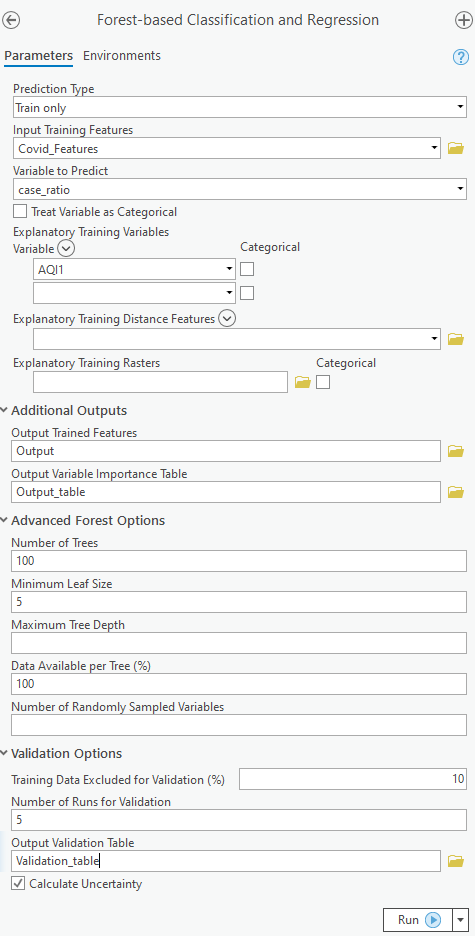 Forest-based Classification and Regression
Parameters Environments
?
Prediction Type
Train only
Input Training Features
Covid_Features
Variable to Predict
case_ratio
Treat Variable as Categorical
Explanatory Training Variables
Variable Categorical
AQI1
Explanatory Training Distance Features
Explanatory Training Rasters Categorical
Additional Outputs
Output Trained Features
Output
Output Variable Importance Table
Output_table
Advanced Forest Options
Number of Trees
100
Minimum Leaf Size
5
Maximum Tree Depth
Data Available per Tree (%)
100
Number of Randomly Sampled Variables
Validation Options
Training Data Excluded for Validation (%) 10
Number of Runs for Validation
5
Output Validation Table
Validation_table
Calculate Uncertainty
Run